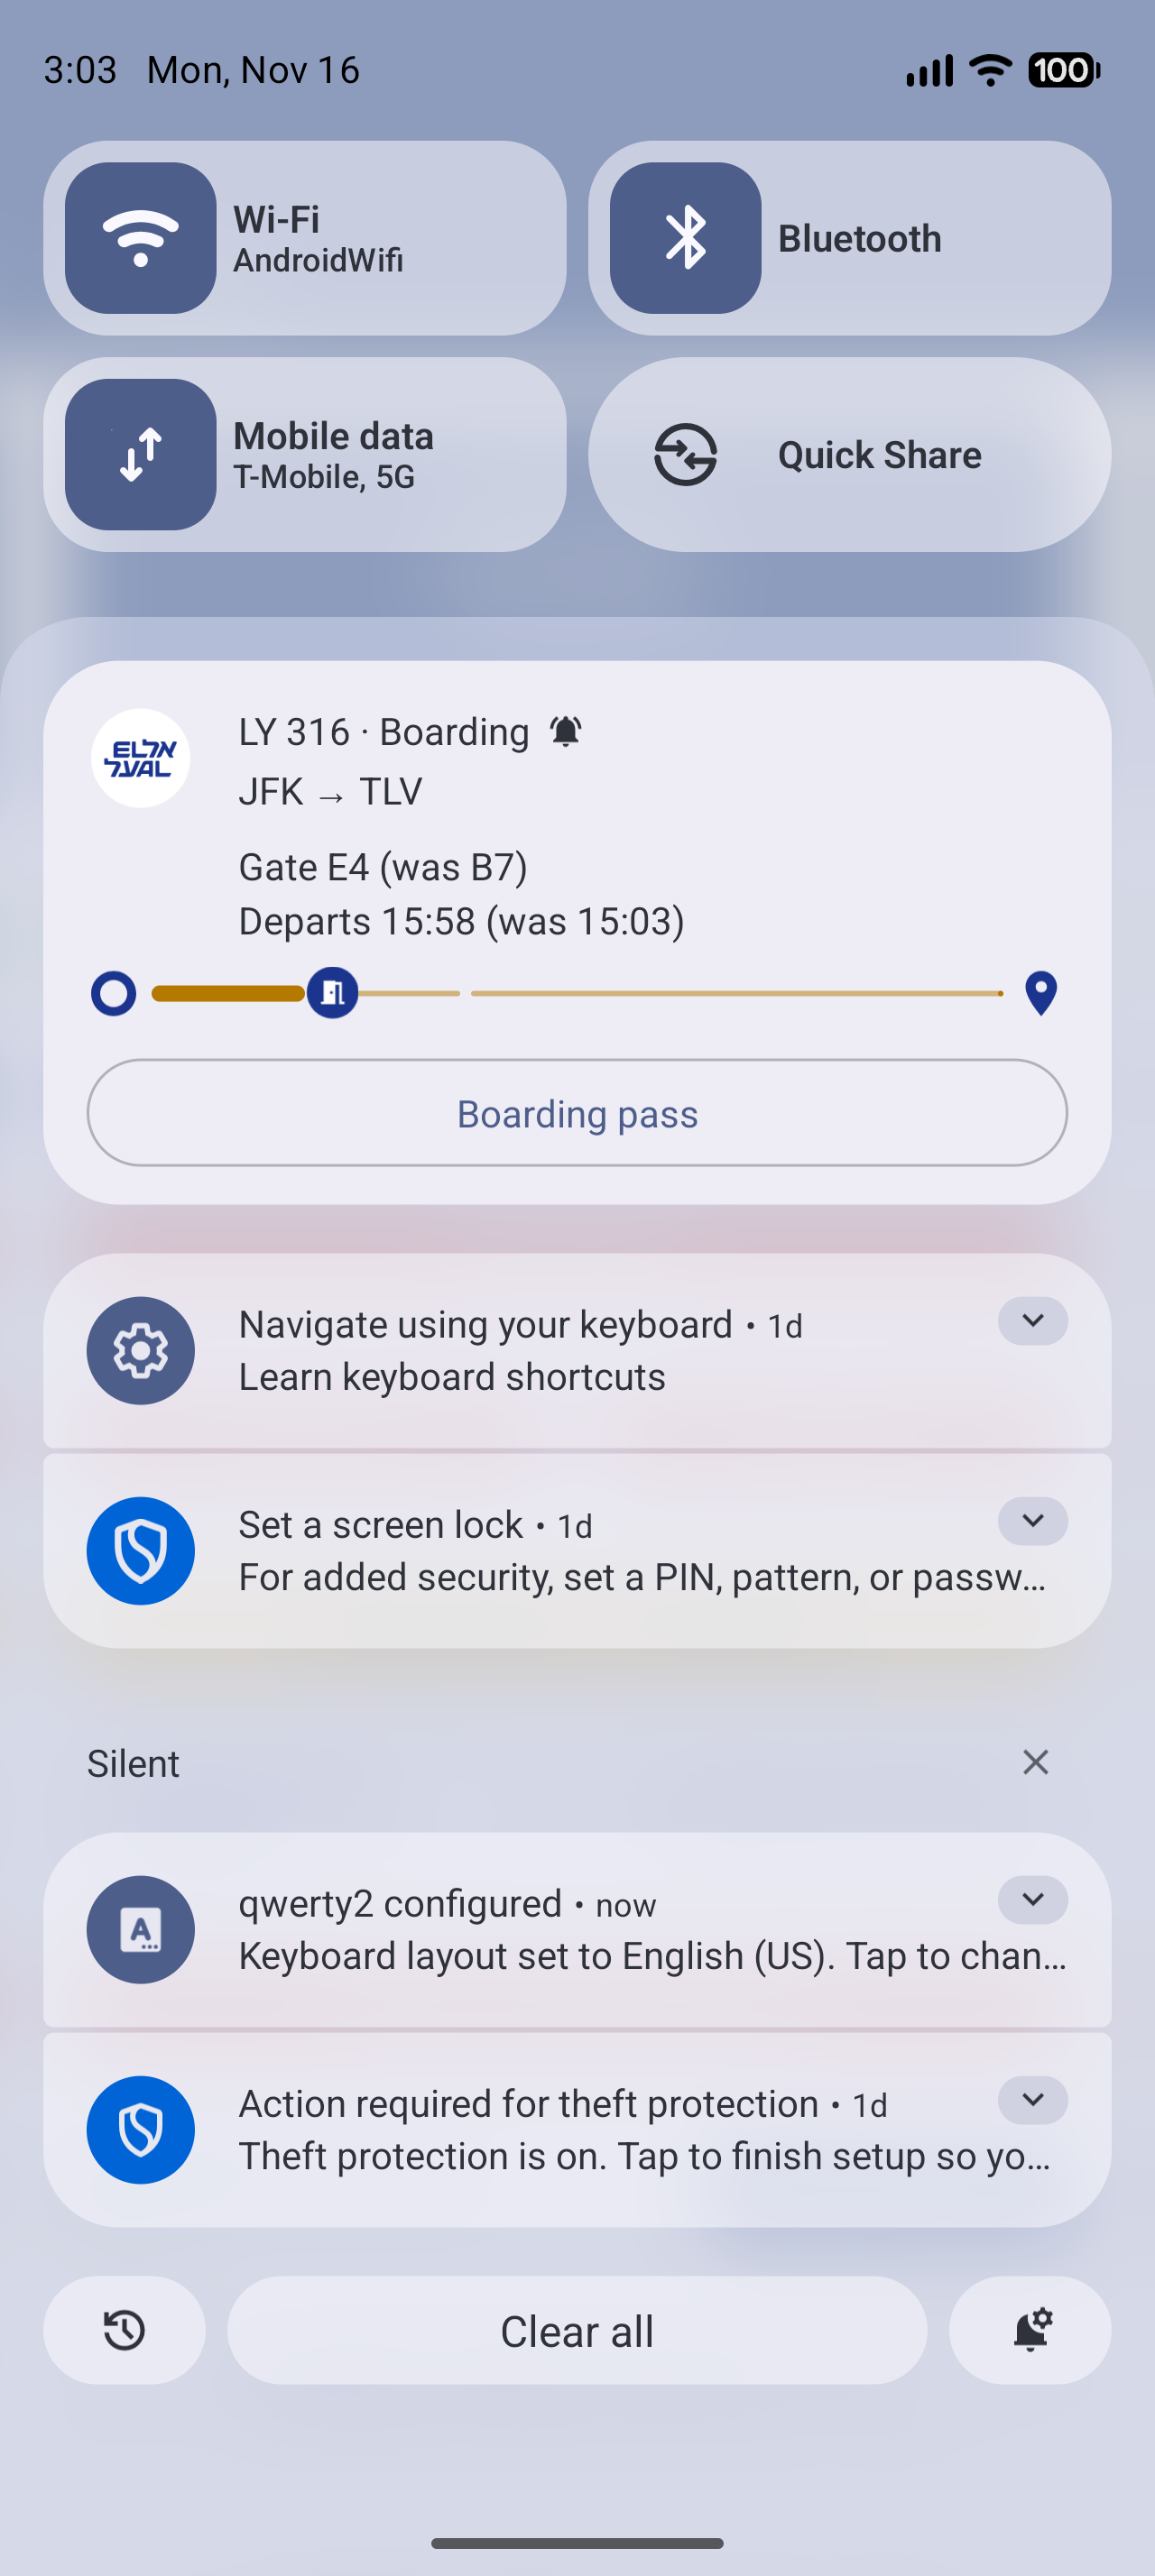 3:03 Mon, Nov 16 100
Wi-Fi
AndroidWifi
Bluetooth
Mobile data
T-Mobile, 5G
Quick Share
EL אל
על AL
LY 316 · Boarding
JFK → TLV
Gate E4 (was B7)
Departs 15:58 (was 15:03)
Boarding pass
Navigate using your keyboard • 1d
Learn keyboard shortcuts
Set a screen lock • 1d
For added security, set a PIN, pattern, or passw…
Silent
A
qwerty2 configured • now
Keyboard layout set to English (US). Tap to chan…
Action required for theft protection • 1d
Theft protection is on. Tap to finish setup so yo…
Clear all